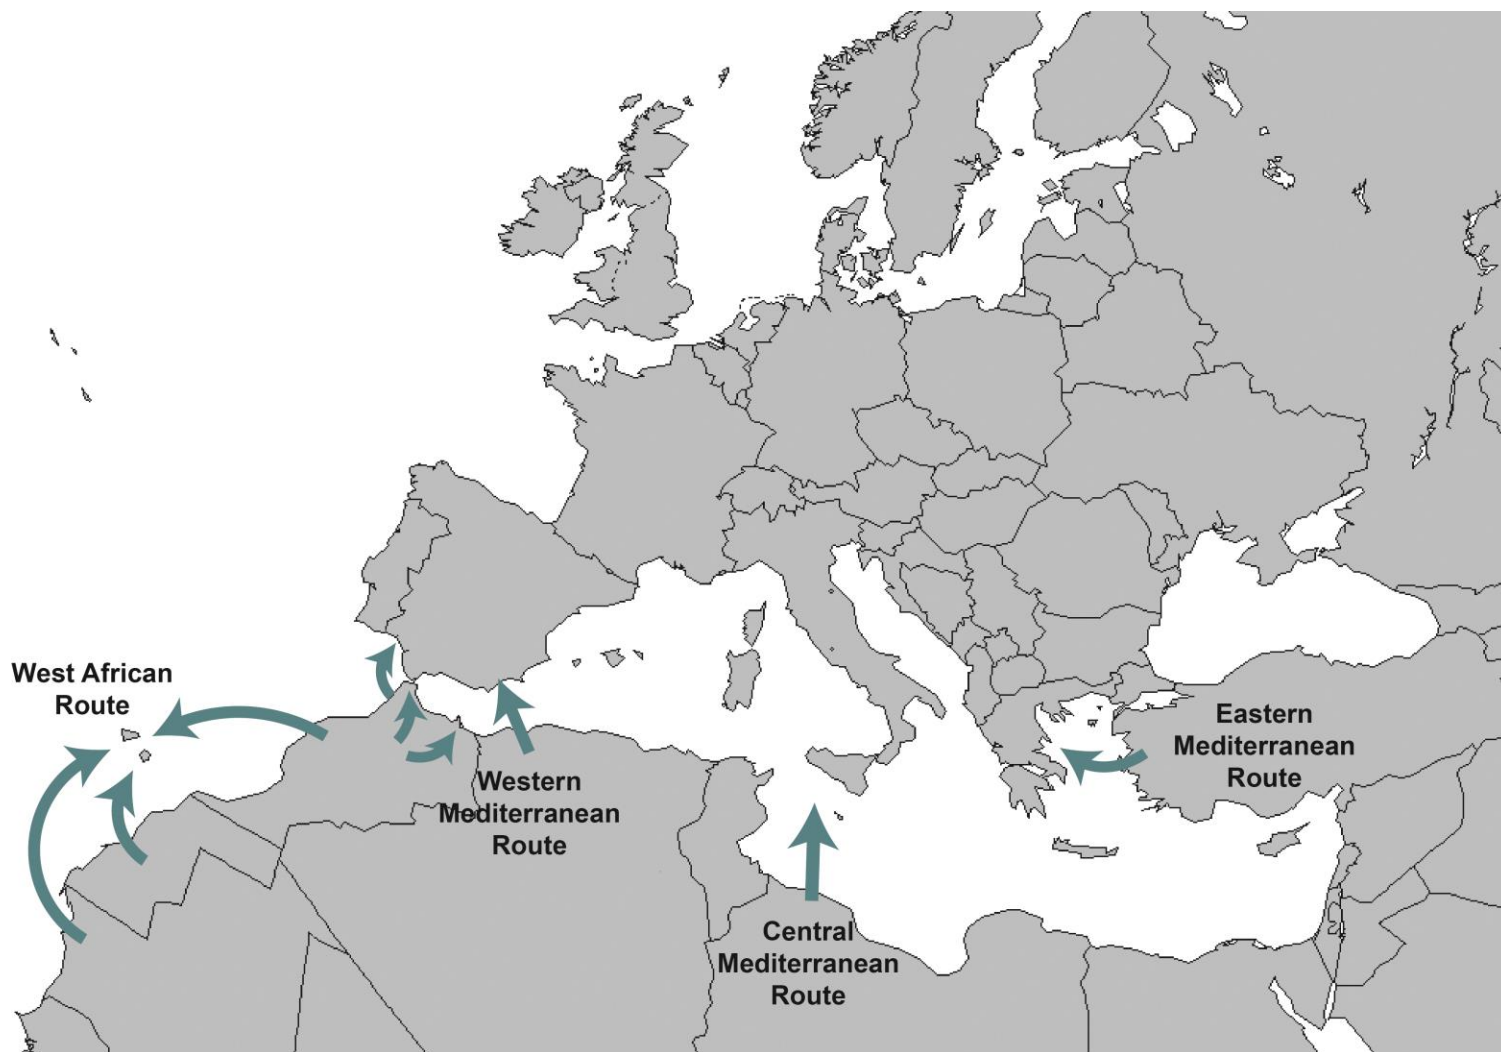 West African
Route
Western
Mediterranean
Route
Central
Mediterranean
Route
Eastern
Mediterranean
Route